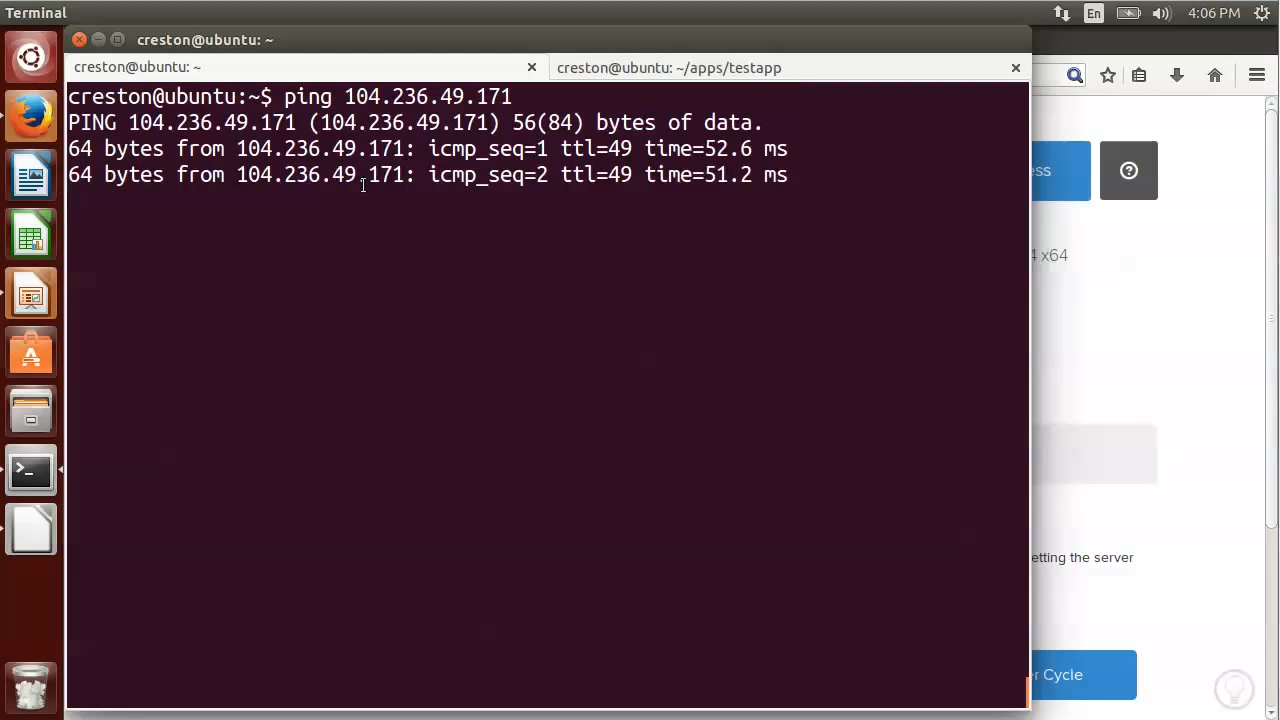 Terminal
En
4:06 PM
creston@ubuntu: ~
creston@ubuntu: ~
creston@ubuntu: ~/apps/testapp
creston@ubuntu:~$ ping 104.236.49.171
PING 104.236.49.171 (104.236.49.171) 56(84) bytes of data.
64 bytes from 104.236.49.171: icmp_seq=1 ttl=49 time=52.6 ms
64 bytes from 104.236.49.171: icmp_seq=2 ttl=49 time=51.2 ms
ess
4 x64
etting the server
er Cycle